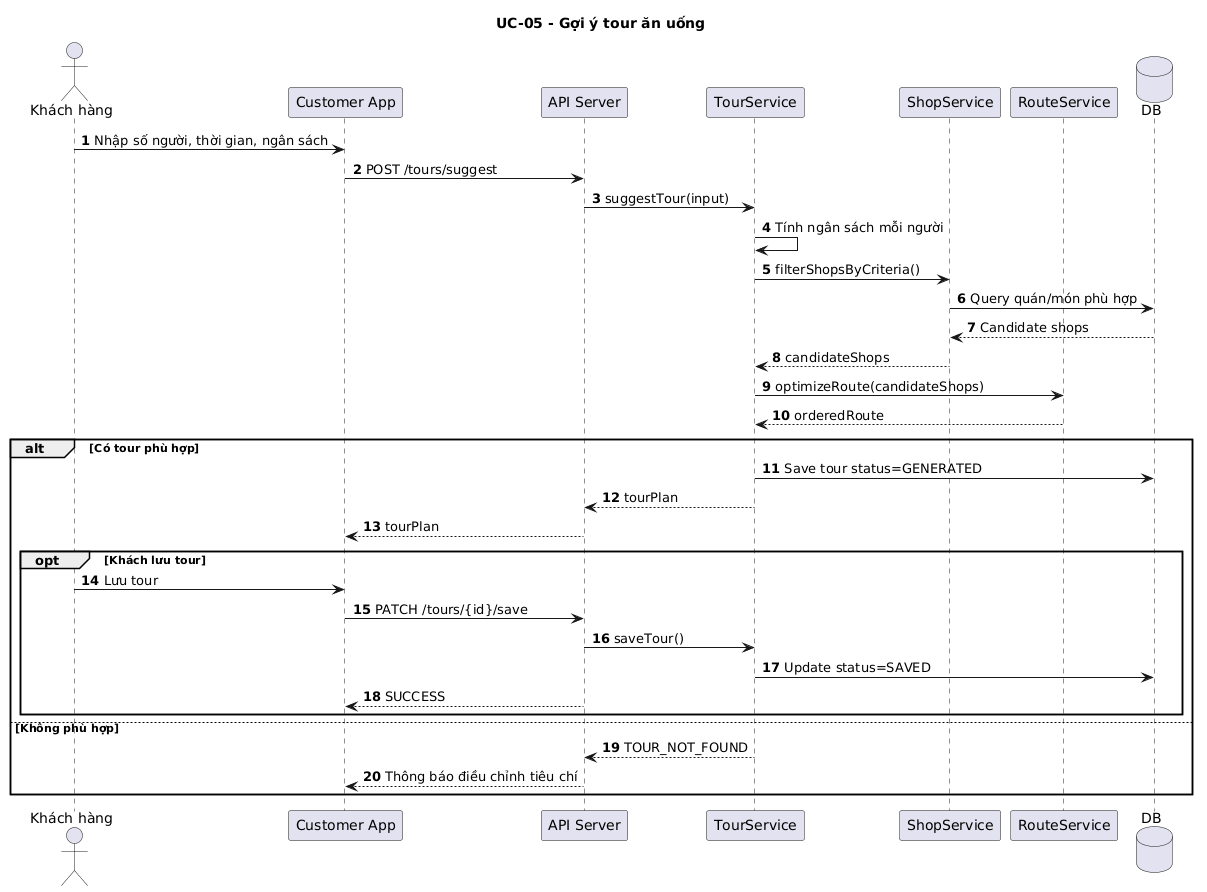 UC-05 - Gợi ý tour ăn uống
Khách hàng
Customer App
API Server
TourService
ShopService
RouteService
DB
1 Nhập số người, thời gian, ngân sách
2 POST /tours/suggest
3 suggestTour(input)
4 Tính ngân sách mỗi người
5 filterShopsByCriteria()
6 Query quán/món phù hợp
7 Candidate shops
8 candidateShops
9 optimizeRoute(candidateShops)
10 orderedRoute
alt [Có tour phù hợp]
11 Save tour status=GENERATED
12 tourPlan
13 tourPlan
opt [Khách lưu tour]
14 Lưu tour
15 PATCH /tours/{id}/save
16 saveTour()
17 Update status=SAVED
18 SUCCESS
[Không phù hợp]
19 TOUR_NOT_FOUND
20 Thông báo điều chỉnh tiêu chí
Khách hàng
Customer App
API Server
TourService
ShopService
RouteService
DB